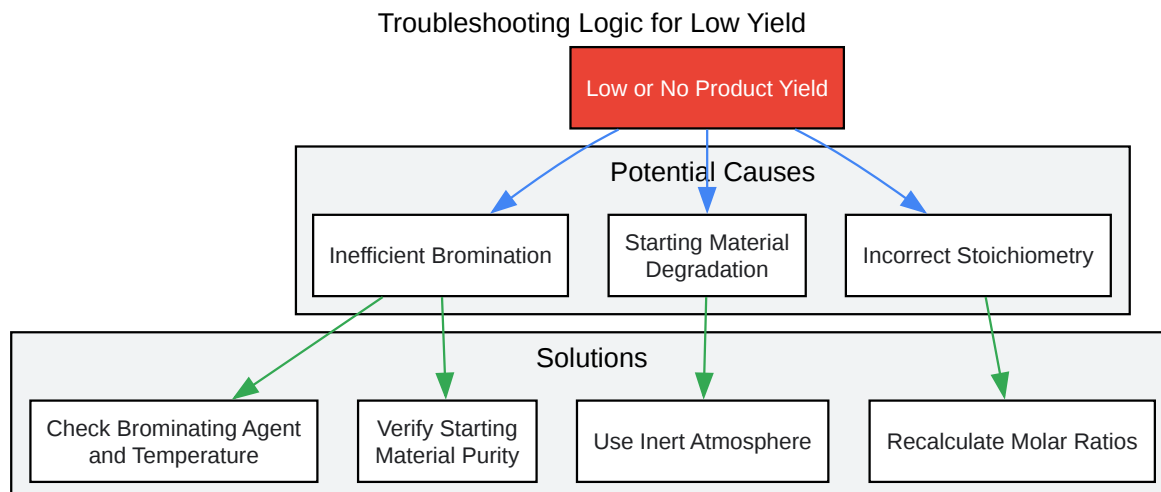 Troubleshooting Logic for Low Yield
Low or No Product Yield
Potential Causes
Inefficient Bromination
Starting Material
Degradation
Incorrect Stoichiometry
Solutions
Check Brominating Agent
and Temperature
Verify Starting
Material Purity
Use Inert Atmosphere
Recalculate Molar Ratios